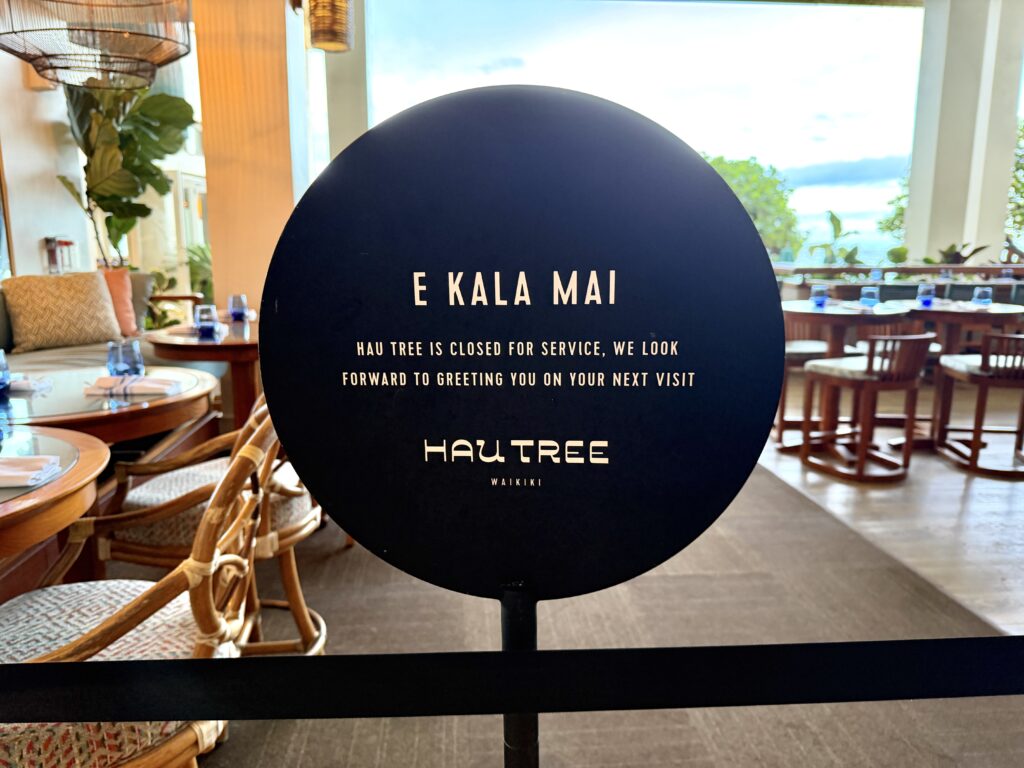 E KALA MAI
HAU TREE IS CLOSED FOR SERVICE, WE LOOK
FORWARD TO GREETING YOU ON YOUR NEXT VISIT
HAU TREE
WAIKIKI